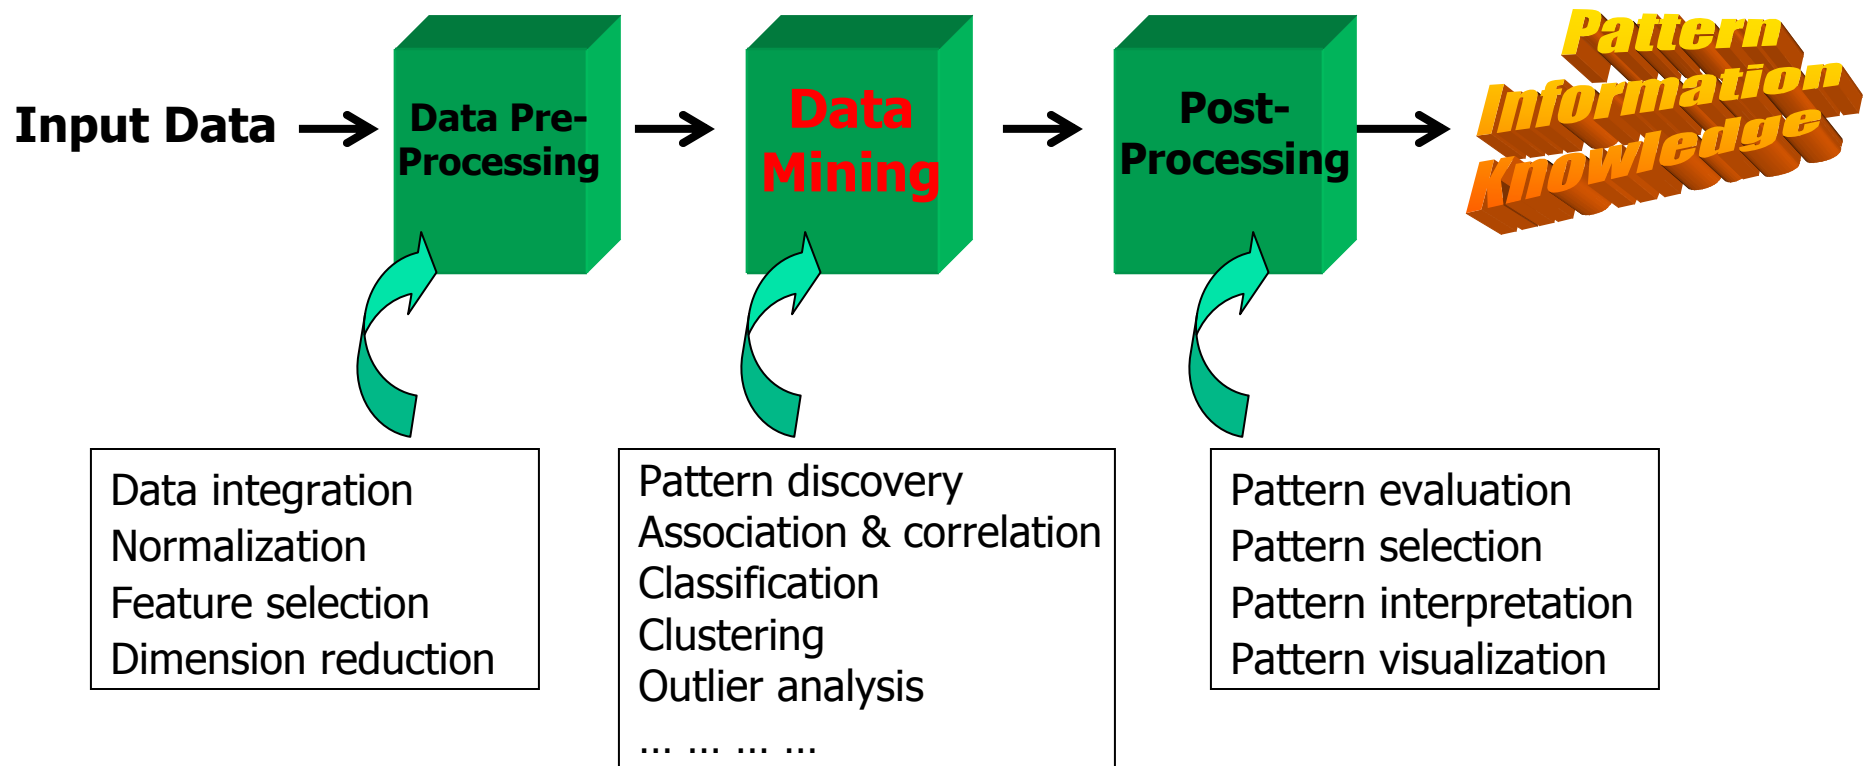 Input Data
Data Pre-
Processing
Data
Mining
Post-
Processing
Pattern
Information
Knowledge
Data integration
Normalization
Feature selection
Dimension reduction
Pattern discovery
Association & correlation
Classification
Clustering
Outlier analysis
... ... ... ...
Pattern evaluation
Pattern selection
Pattern interpretation
Pattern visualization